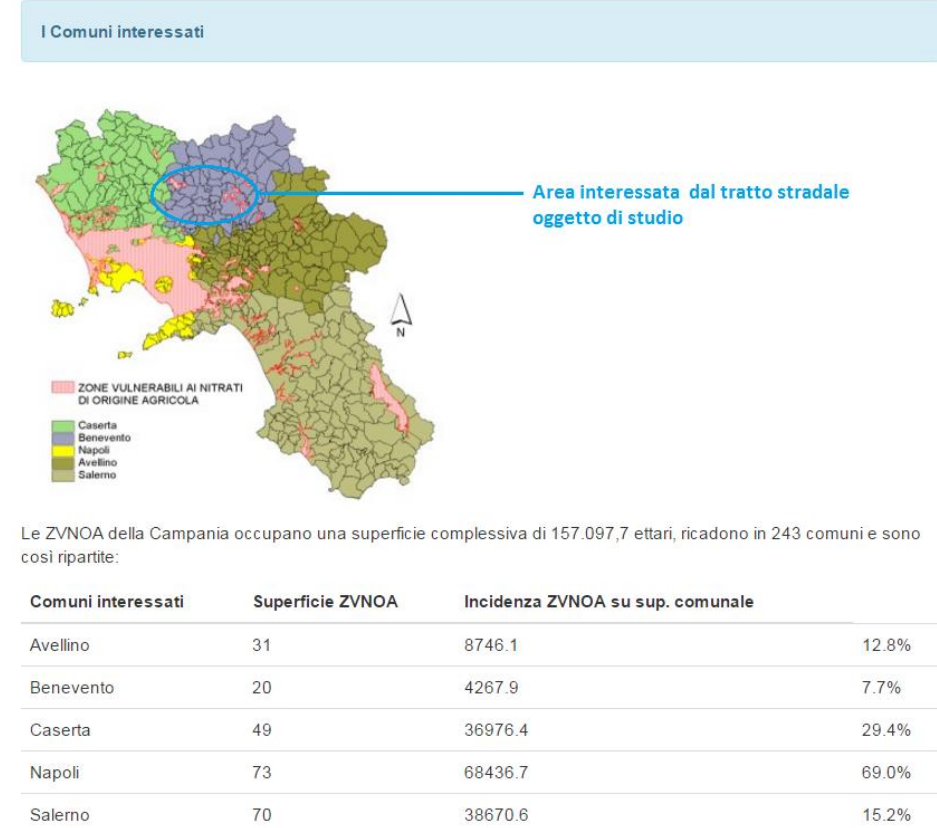 I Comuni interessati
Area interessata dal tratto stradale
oggetto di studio
N
ZONE VULNERABILI AI NITRATI
DI ORIGINE AGRICOLA
Caserta
Benevento
Napoli
Avellino
Salerno
Le ZVNOA della Campania occupano una superficie complessiva di 157.097,7 ettari, ricadono in 243 comuni e sono
così ripartite:
Comuni interessati Superficie ZVNOA Incidenza ZVNOA su sup. comunale
Avellino 31 8746.1 12.8%
Benevento 20 4267.9 7.7%
Caserta 49 36976.4 29.4%
Napoli 73 68436.7 69.0%
Salerno 70 38670.6 15.2%